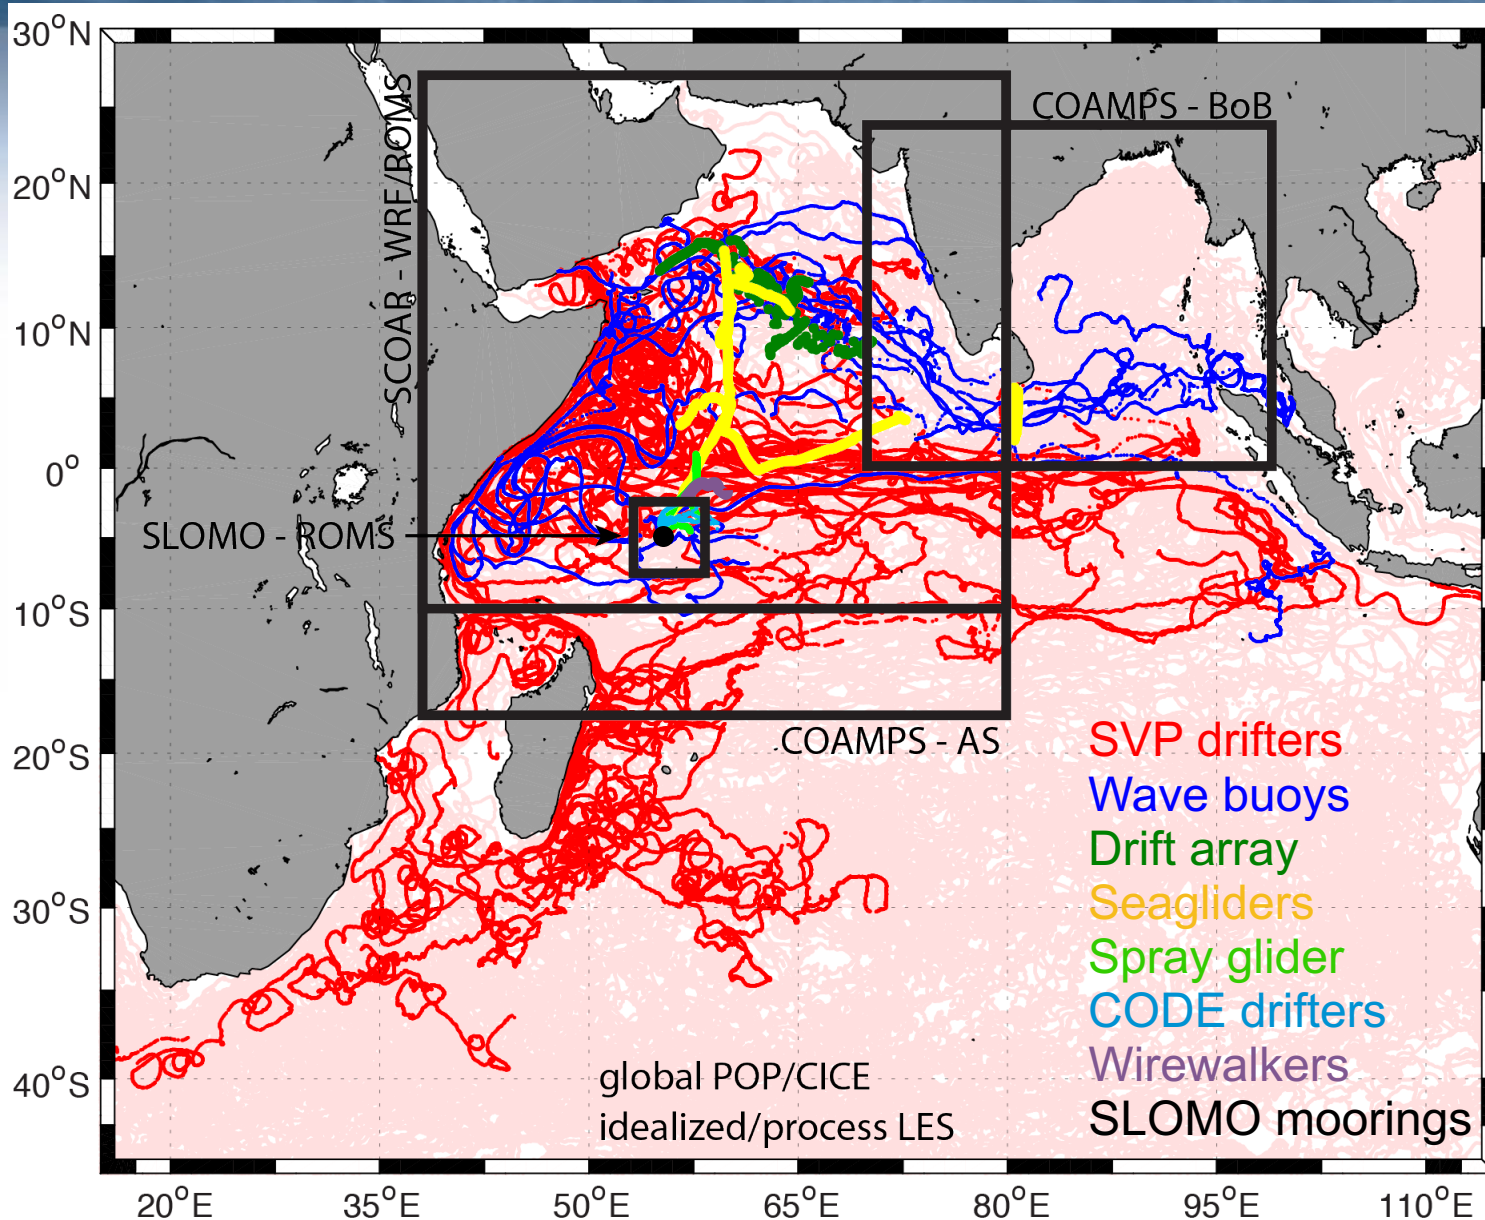 30°N
20°N
10°N
0°
10°S
20°S
30°S
40°S
20°E
35°E
50°E
65°E
80°E
95°E
110°E
SCOAR - WRF/ROMS
COAMPS - BoB
SLOMO - ROMS
COAMPS - AS
SVP drifters
Wave buoys
Drift array
Seagliders
Spray glider
CODE drifters
Wirewalkers
SLOMO moorings
global POP/CICE
idealized/process LES